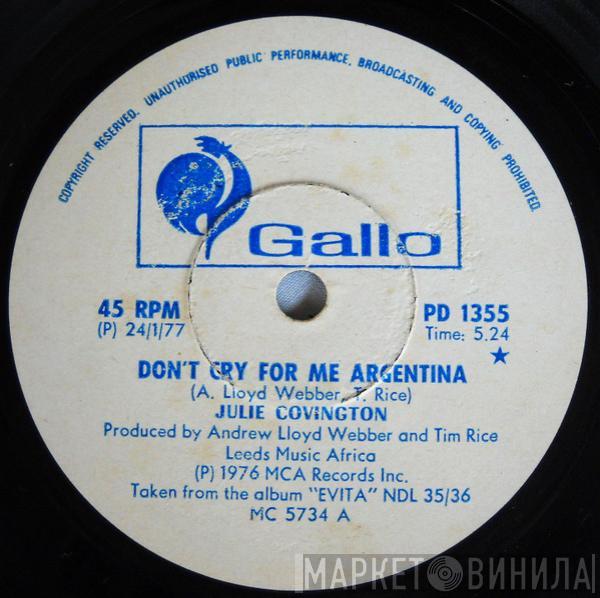 COPYRIGHT RESERVED. UNAUTHORISED PUBLIC PERFORMANCE, BROADCASTING AND COPYING PROHIBITED.
Gallo
45 RPM
(P) 24/1/77
PD 1355
Time: 5.24
DON'T CRY FOR ME ARGENTINA
(A. Lloyd Webber, T. Rice)
JULIE COVINGTON
Produced by Andrew Lloyd Webber and Tim Rice
Leeds Music Africa
(P) 1976 MCA Records Inc.
Taken from the album "EVITA" NDL 35/36
MC 5734 A
МАРКЕТ ВИНИЛА